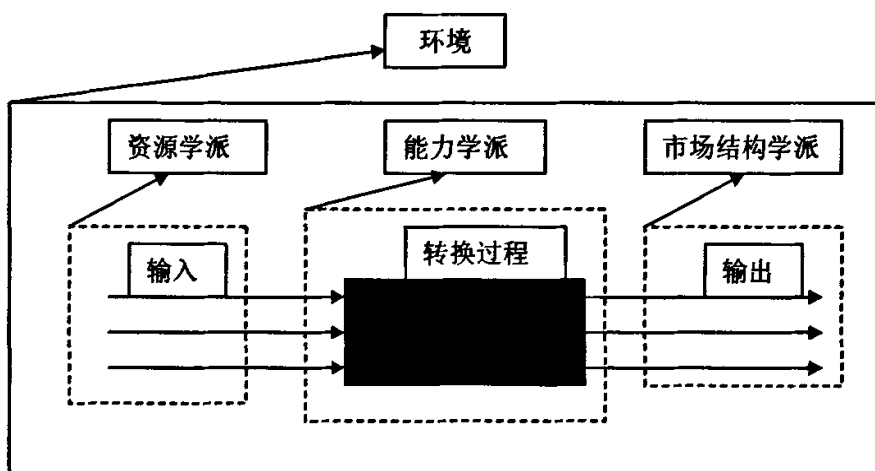 环境
资源学派
能力学派
市场结构学派
输入
转换过程
输出